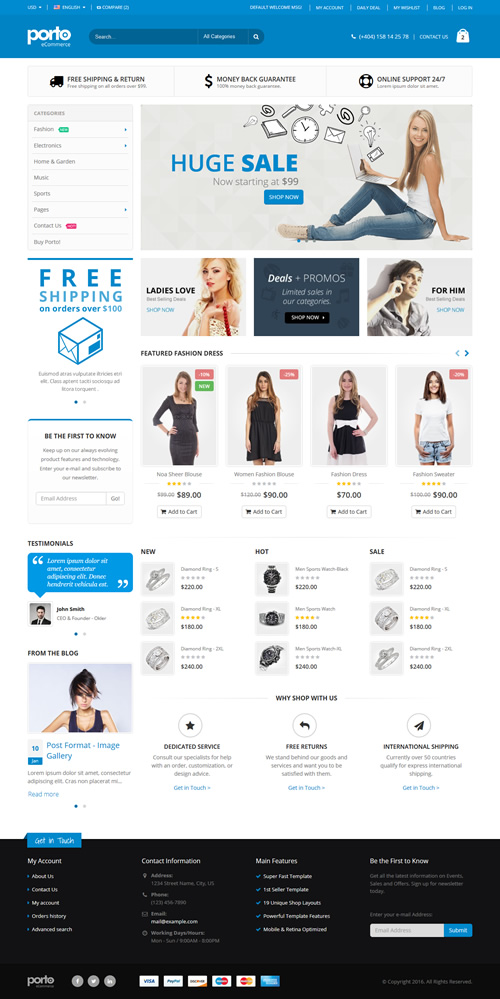 USD
ENGLISH
COMPARE (2)
DEFAULT WELCOME MSG!
MY ACCOUNT
DAILY DEAL
MY WISHLIST
BLOG
LOG IN
porto
eCommerce
Search...
All Categories
(+404) 158 14 25 78
CONTACT US
2
FREE SHIPPING & RETURN
Free shipping on all orders over $99.
MONEY BACK GUARANTEE
100% money back guarantee.
ONLINE SUPPORT 24/7
Lorem ipsum dolor sit amet.
CATEGORIES
Fashion NEW
Electronics
Home & Garden
Music
Sports
Pages
Contact Us HOT
Buy Porto!
HUGE SALE
Now starting at $99
SHOP NOW
FREE
SHIPPING
on orders over $100
Euismod atras vulputate iltricies etri
elit. Class aptent taciti sociosqu ad
litora torquent .
LADIES LOVE
Best Selling Deals
SHOP NOW
Deals + PROMOS
Limited sales in
our categories.
SHOP NOW
FOR HIM
Best Selling Deals
SHOP NOW
FEATURED FASHION DRESS
-10%
NEW
Noa Sheer Blouse
$99.00 $89.00
Add to Cart
-25%
Women Fashion Blouse
$120.00 $90.00
Add to Cart
Fashion Dress
$70.00
Add to Cart
-20%
Fashion Sweater
$100.00 $90.00
Add to Cart
BE THE FIRST TO KNOW
Keep up on our always evolving
product features and technology.
Enter your e-mail and subscribe to
our newsletter.
Email Address
Go!
TESTIMONIALS
“ Lorem ipsum dolor
sit amet, consectetur
adipiscing elit. Donec
hendrerit vehicula est. ”
John Smith
CEO & Founder - Okler
NEW
Diamond Ring - S
$220.00
Diamond Ring - XL
$180.00
Diamond Ring - 2XL
$240.00
HOT
Men Sports Watch Black
$220.00
Men Sports Watch
$180.00
Men Sports Watch-XL
$240.00
SALE
Diamond Ring - S
$220.00
Diamond Ring - XL
$180.00
Diamond Ring - 2XL
$240.00
FROM THE BLOG
10
Jan
Post Format - Image
Gallery
Lorem ipsum dolor sit amet, consectetur
adipiscing elit. Cras non placerat mi...
Read more
WHY SHOP WITH US
DEDICATED SERVICE
Consult our specialists for help
with an order, customization, or
design advice.
Get in Touch >
FREE RETURNS
We stand behind our goods and
services and want you to be
satisfied with them.
Get in Touch >
INTERNATIONAL SHIPPING
Currently over 50 countries
qualify for express international
shipping.
Get in Touch >
Get in Touch
My Account
About Us
Contact Us
My account
Orders history
Advanced search
Contact Information
Address:
1234 Street Name, City, US
Phone:
(123) 456-7890
Email:
mail@example.com
Working Days/Hours:
Mon - Sun / 9:00AM - 8:00PM
Main Features
Super Fast Template
1st Seller Template
19 Unique Shop Layouts
Powerful Template Features
Mobile & Retina Optimized
Be the First to Know
Get all the latest information on Events,
Sales and Offers. Sign up for newsletter
today.
Enter your e-mail Address:
Email Address
Submit
porto
eCommerce
VISA
PayPal
DISCOVER
© Copyright 2016. All Rights Reserved.